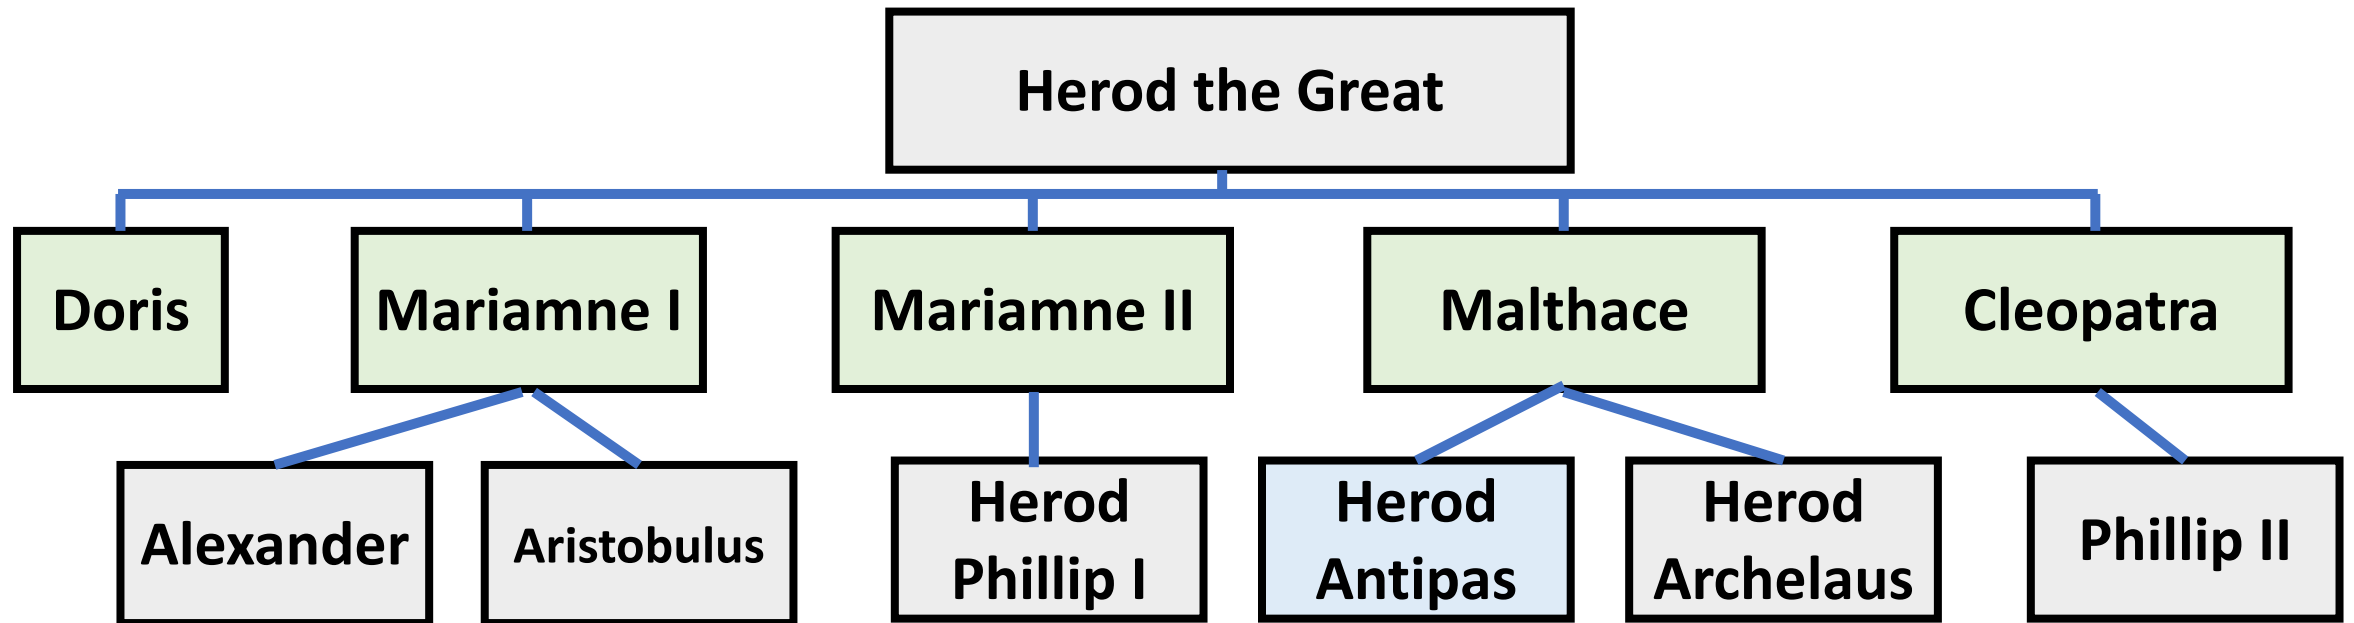 Herod the Great
Doris
Mariamne I
Mariamne II
Malthace
Cleopatra
Alexander
Aristobulus
Herod
Phillip I
Herod
Antipas
Herod
Archelaus
Phillip II